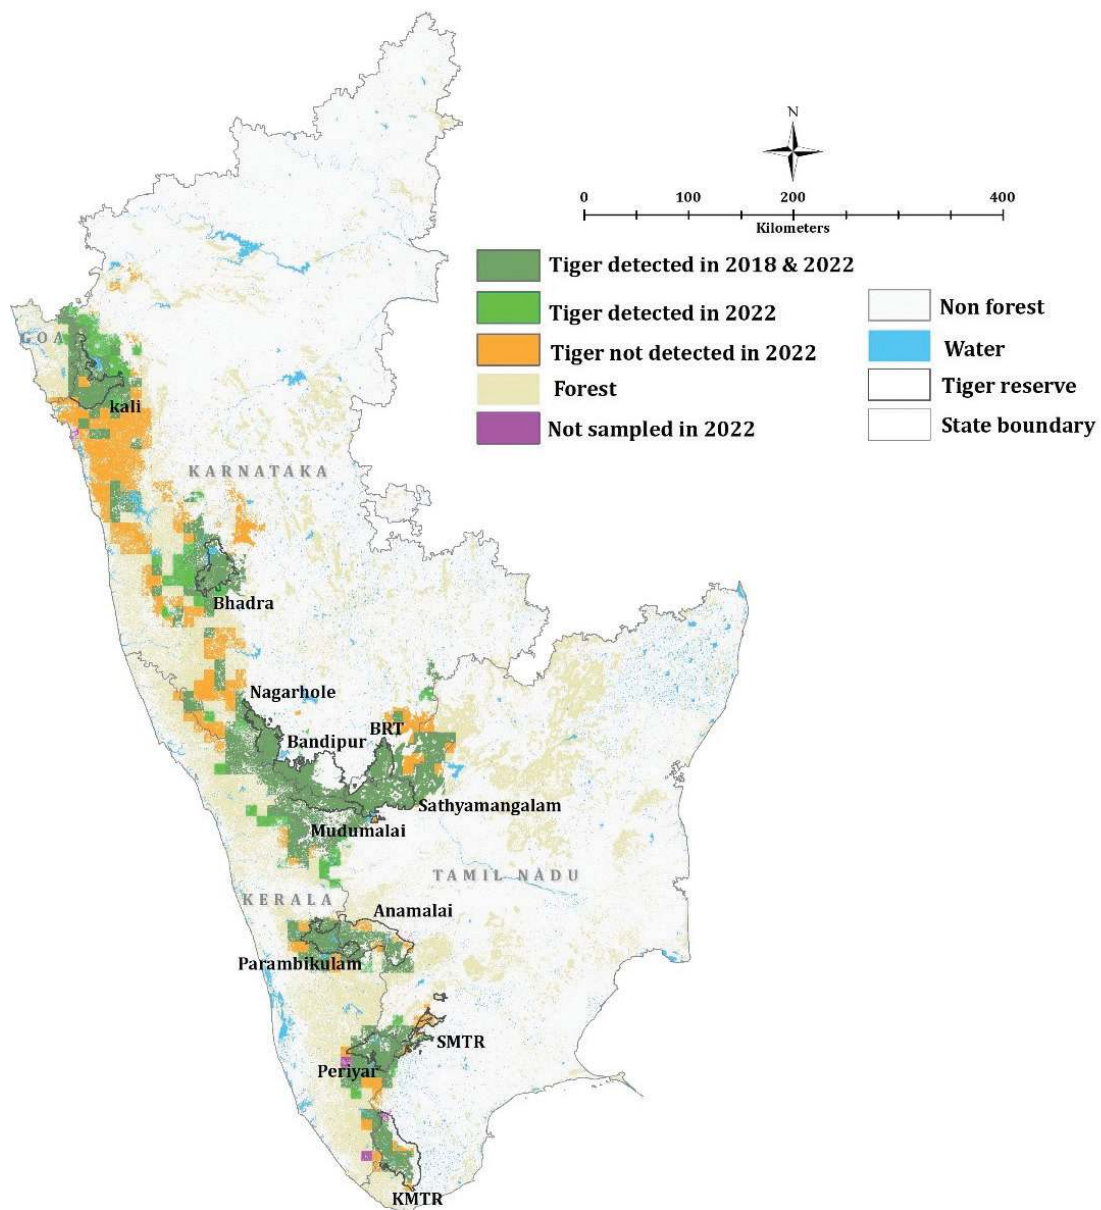 N
0 100 200 400
Kilometers
Tiger detected in 2018 & 2022
Tiger detected in 2022
Tiger not detected in 2022
Forest
Not sampled in 2022
Non forest
Water
Tiger reserve
State boundary
GOA
kali
KARNATAKA
Bhadra
Nagarhole
BRT
Bandipur
Sathyamangalam
Mudumalai
TAMIL NADU
KERALA
Anamalai
Parambikulam
SMTR
Periyar
KMTR